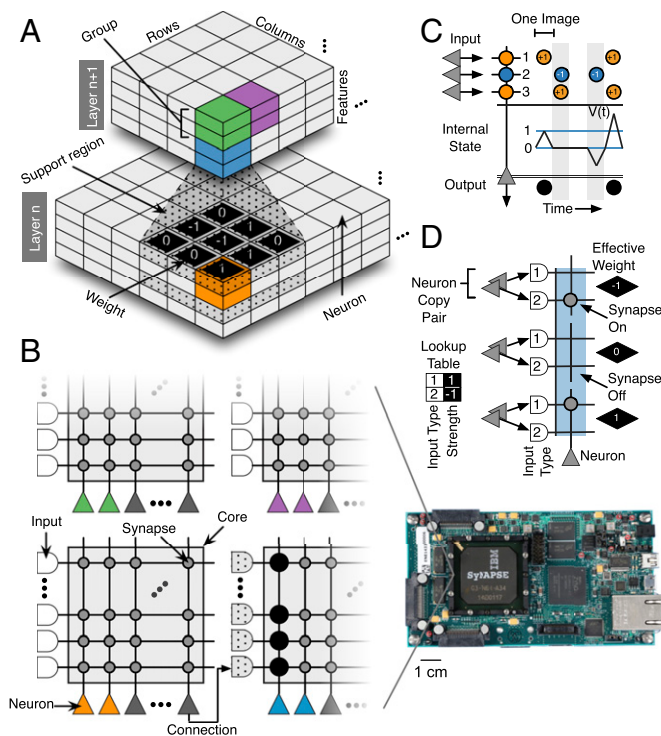 A
Group
Rows
Columns
Features
Layer n+1
Support region
Layer n
0
-1
1
0
-1
0
0
1
1
Weight
Neuron
B
Input
Synapse
Core
Neuron
Connection
C
One Image
Input
1
2
3
+1
-1
+1
-1
+1
+1
Internal
State
1
0
V(t)
Output
Time
D
Neuron
Copy
Pair
Effective
Weight
1
2
-1
Synapse
On
Lookup
Table
1 1
2 -1
Input Type
Strength
1
2
0
Synapse
Off
1
2
1
Input
Type
Neuron
IBM
SyNAPSE
1 cm